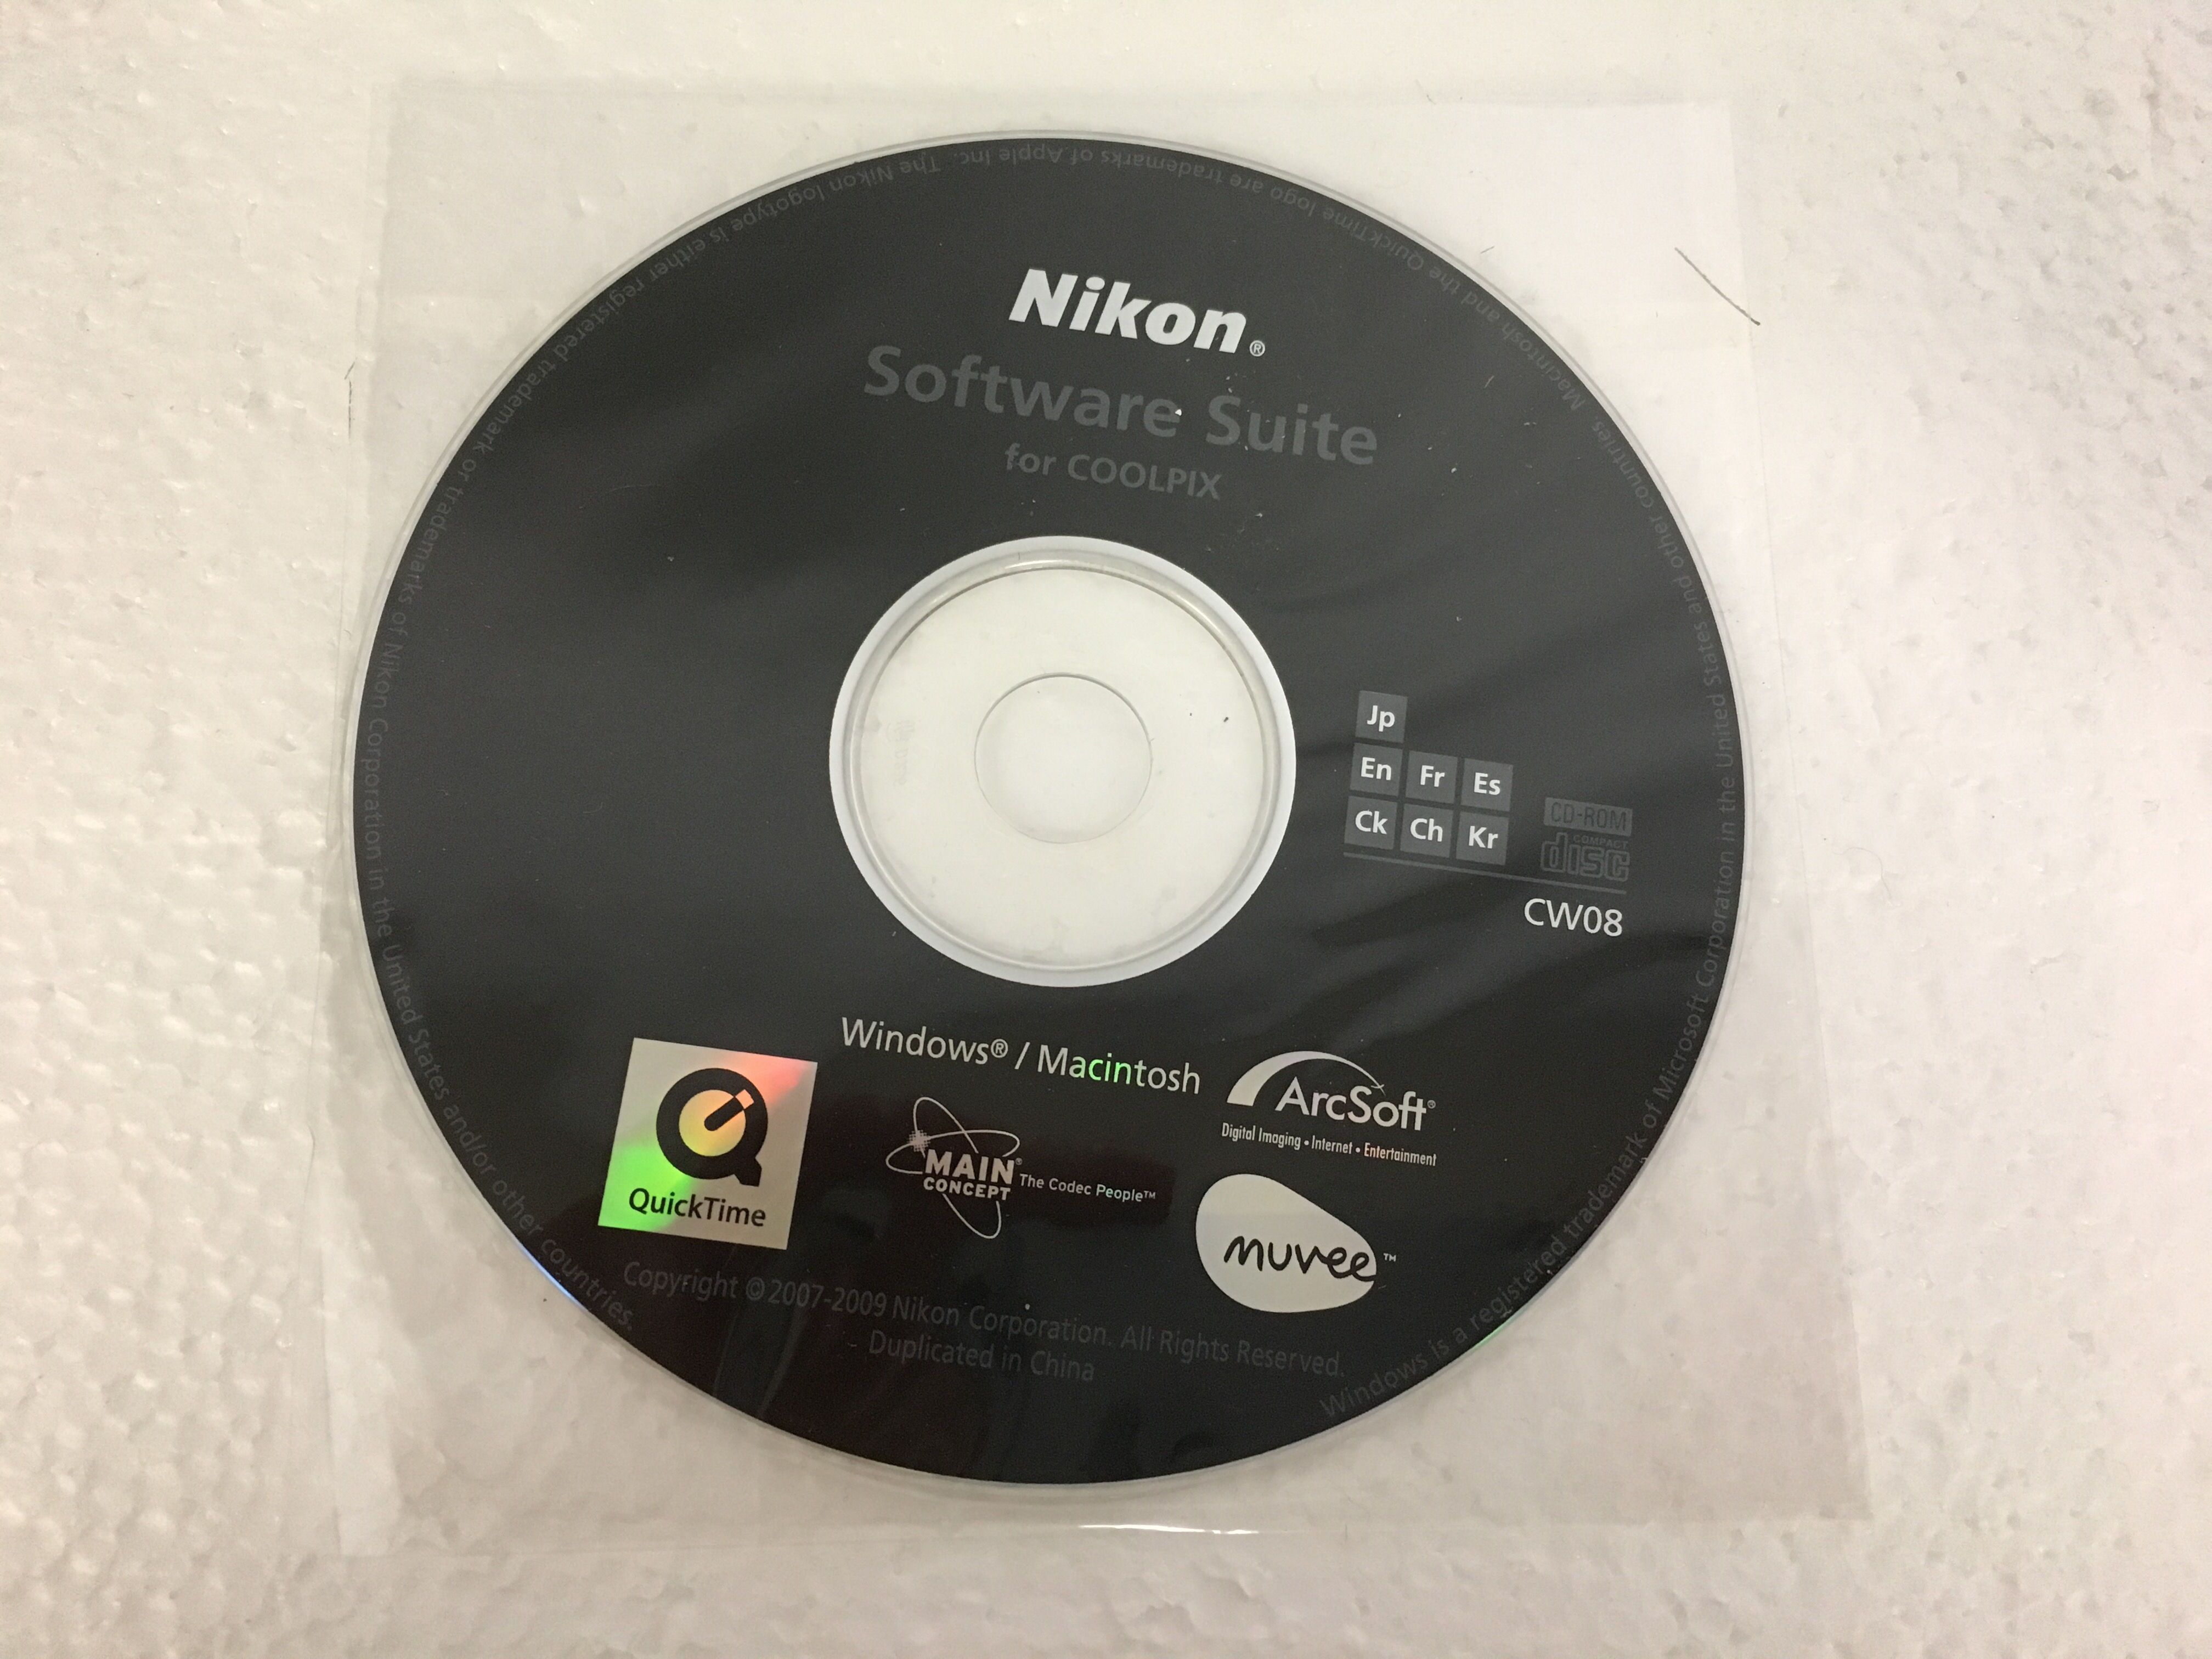 Nikon®
Software Suite
for COOLPIX
Jp
En Fr Es
Ck Ch Kr
CD-ROM
COMPACT
disc
CW08
Windows® / Macintosh
QuickTime
MAIN®
CONCEPT
The Codec People™
ArcSoft®
Digital Imaging • Internet • Entertainment
muvee™
Copyright ©2007-2009 Nikon Corporation. All Rights Reserved.
Duplicated in China
Windows is a registered trademark of Microsoft Corporation in the United States and other countries. Macintosh and the QuickTime logo are trademarks of Apple Inc. The Nikon logotype is either registered trademark or trademarks of Nikon Corporation in the United States and/or other countries.